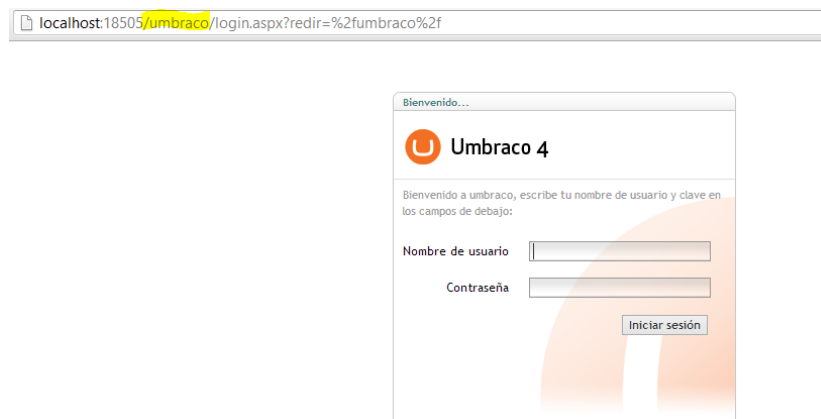 localhost:18505/umbraco/login.aspx?redir=%2fumbraco%2f
Bienvenido...
Umbraco 4
Bienvenido a umbraco, escribe tu nombre de usuario y clave en
los campos de debajo:
Nombre de usuario
Contraseña
Iniciar sesión